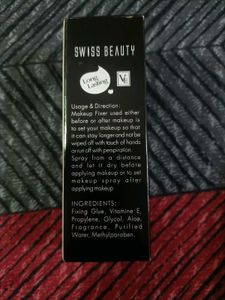 SWISS BEAUTY
Long
Lasting
Usage & Direction:
Makeup Fixer used either
before or after makeup is
to set your makeup so that
it can stay longer and not be
wiped off with touch of hands
or run off with perspiration.
Spray from a distance
and let it dry before
applying makeup or to set
makeup spray after
applying makeup
INGREDIENTS:
Fixing Glue, Vitamine E,
Propylene, Glycol, Aloe,
Fragrance, Purified
Water, Methylparaben.